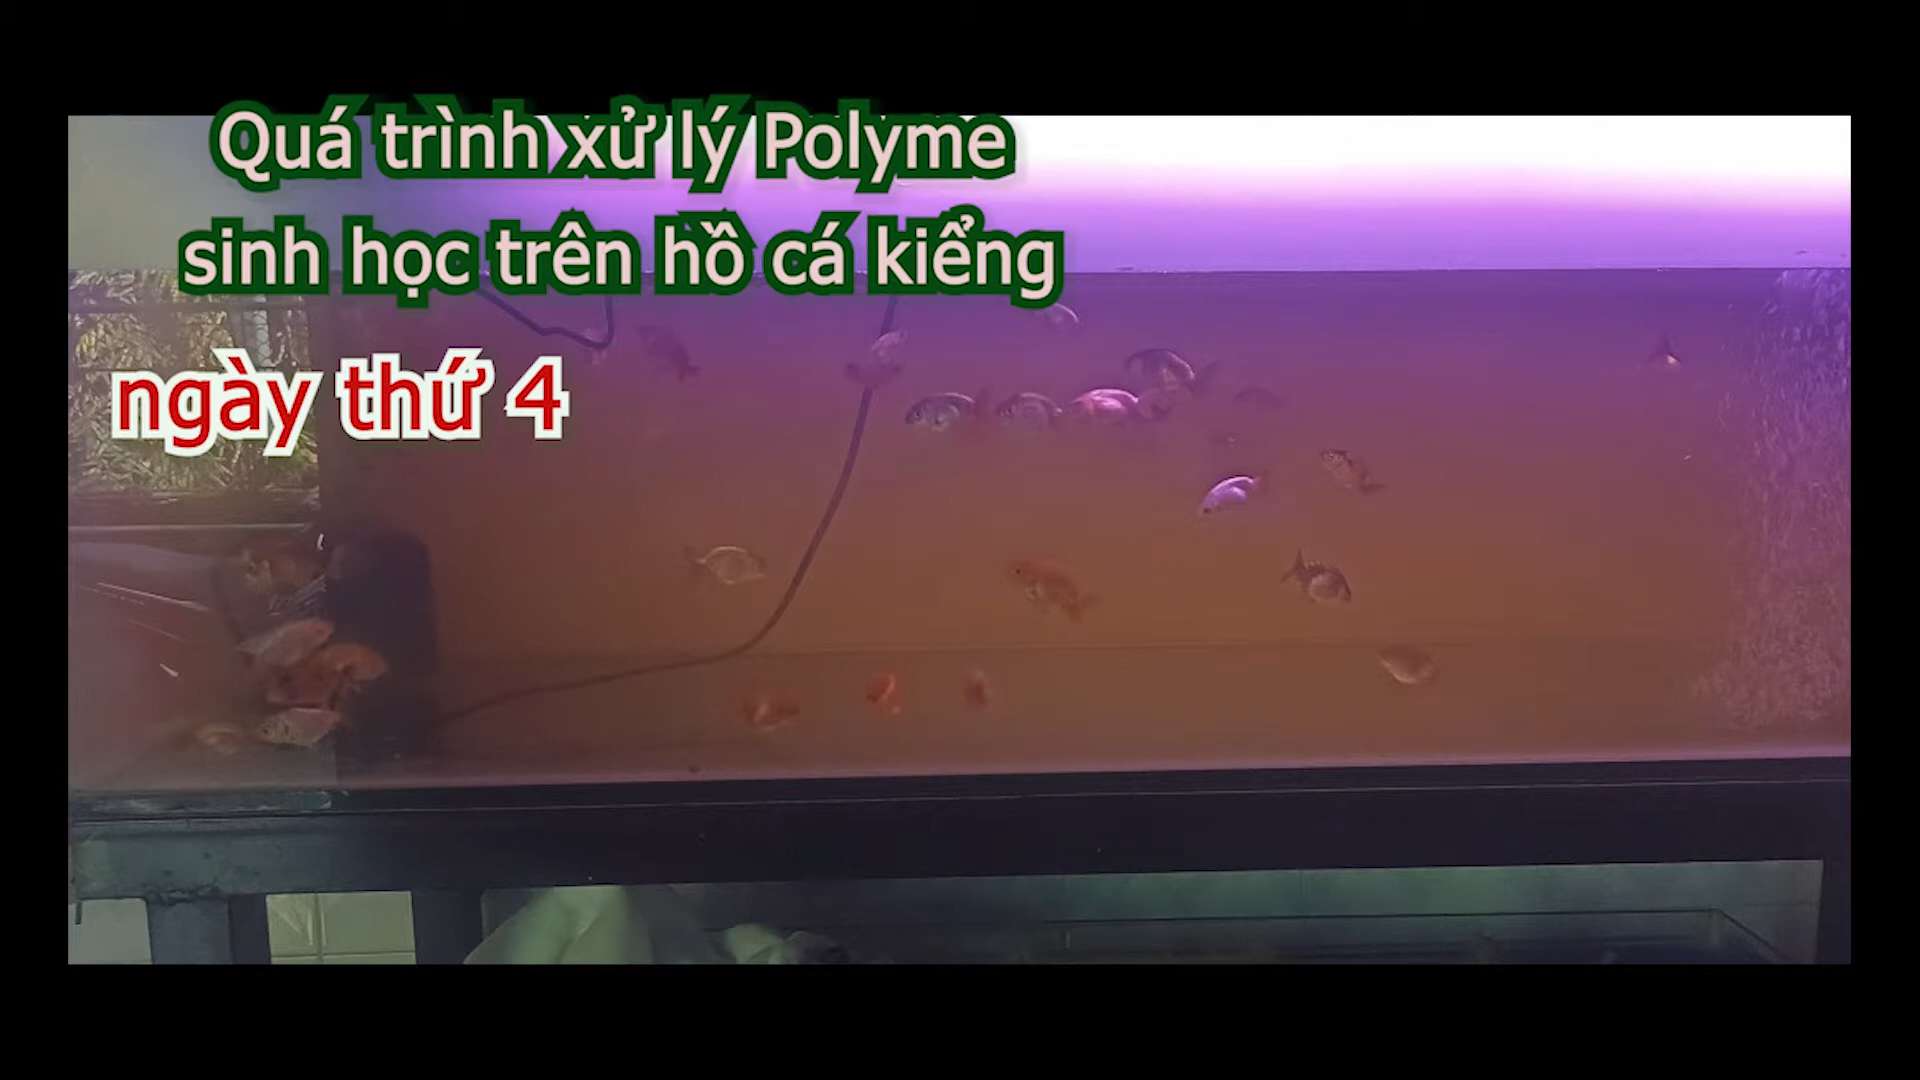 Quá trình xử lý Polyme
sinh học trên hồ cá kiểng
ngày thứ 4